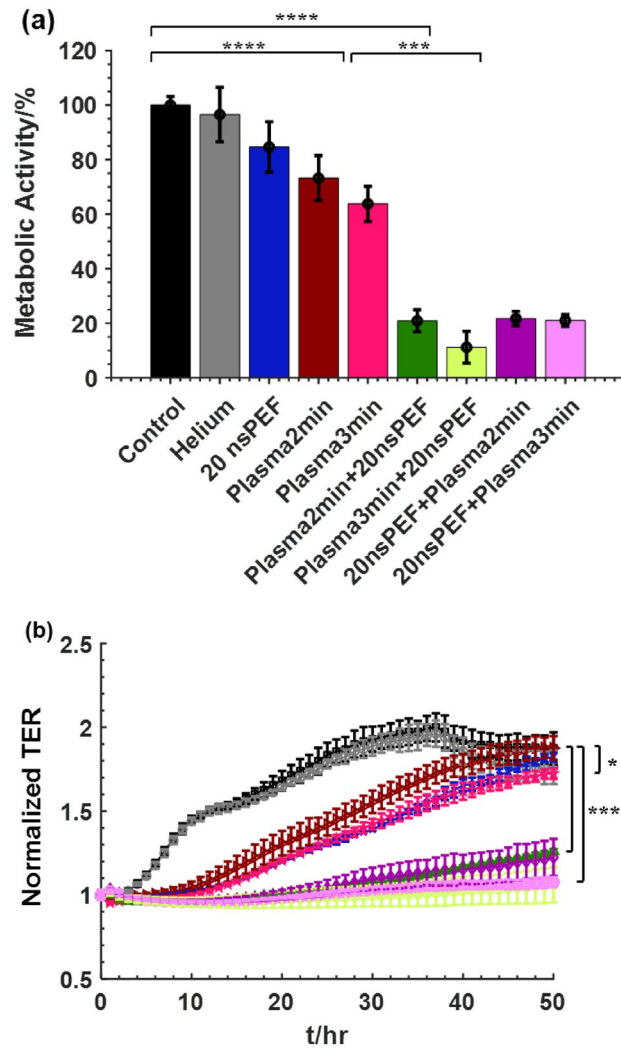 (a)
****
****
***
Metabolic Activity/%
120
100
80
60
40
20
0
Control
Helium
20 nsPEF
Plasma2min
Plasma3min
Plasma2min+20nsPEF
Plasma3min+20nsPEF
20nsPEF+Plasma2min
20nsPEF+Plasma3min
(b)
Normalized TER
2.5
2
1.5
1
0.5
*
***
0
10
20
30
40
50
t/hr